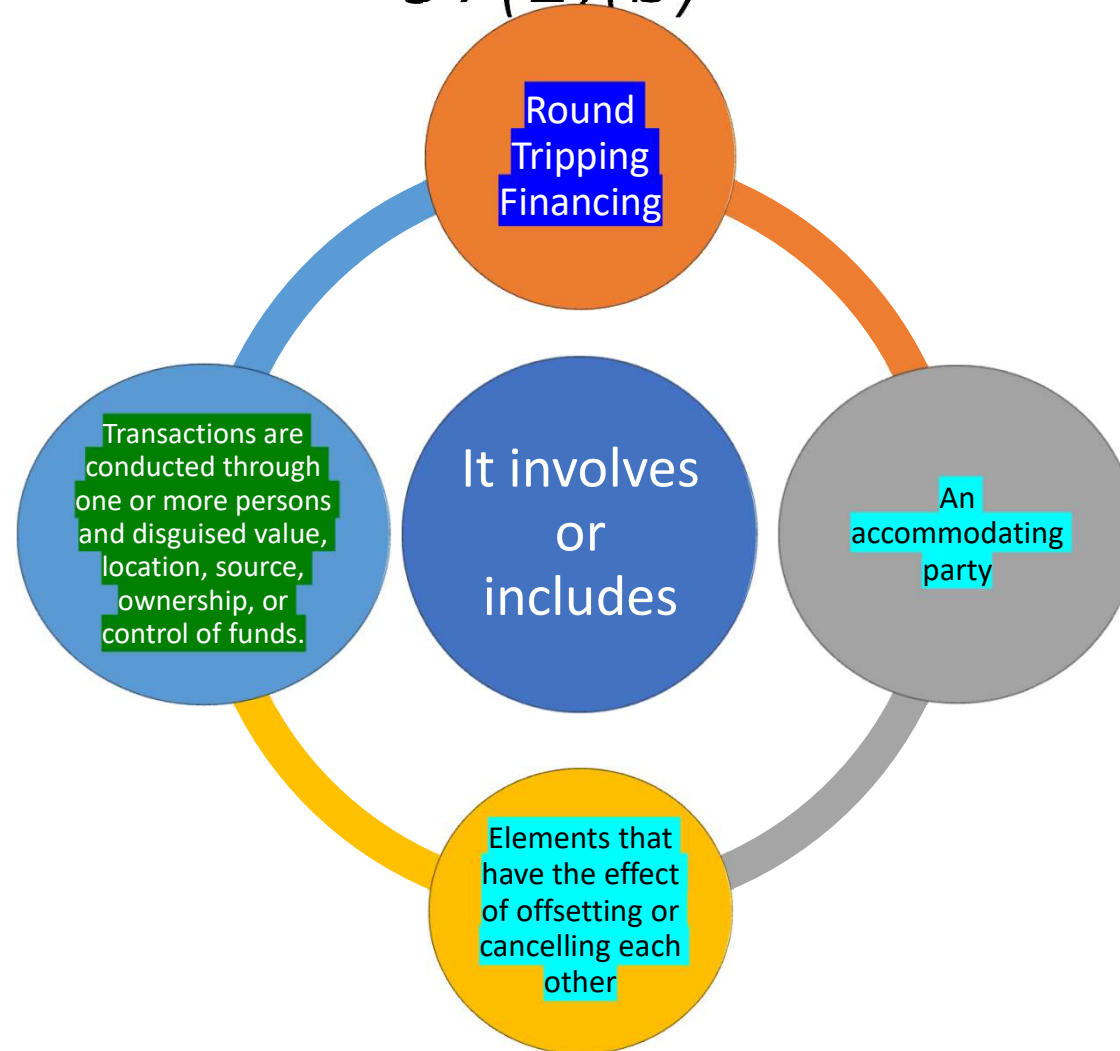 Round
Tripping
Financing
Transactions are
conducted through
one or more persons
and disguised value,
location, source,
ownership, or
control of funds.
It involves
or
includes
An
accommodating
party
Elements that
have the effect
of offsetting or
cancelling each
other